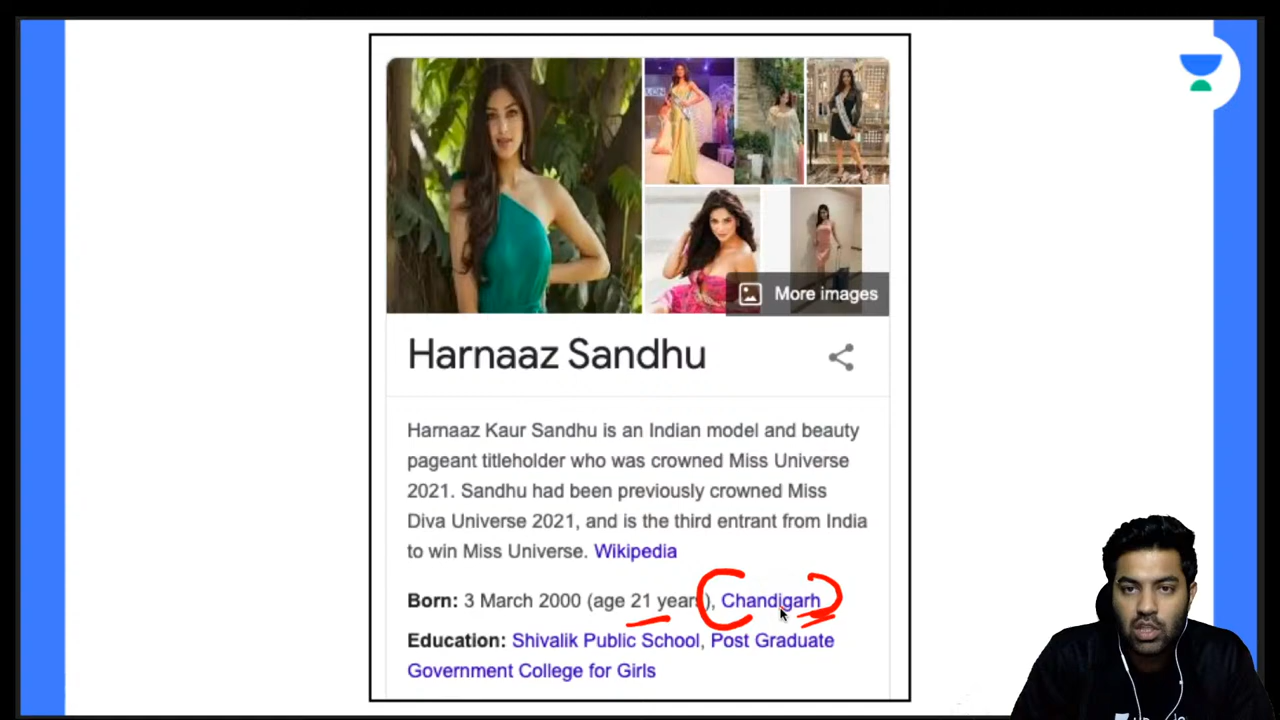 More images
Harnaaz Sandhu
Harnaaz Kaur Sandhu is an Indian model and beauty
pageant titleholder who was crowned Miss Universe
2021. Sandhu had been previously crowned Miss
Diva Universe 2021, and is the third entrant from India
to win Miss Universe. Wikipedia
Born: 3 March 2000 (age 21 years), Chandigarh
Education: Shivalik Public School, Post Graduate
Government College for Girls